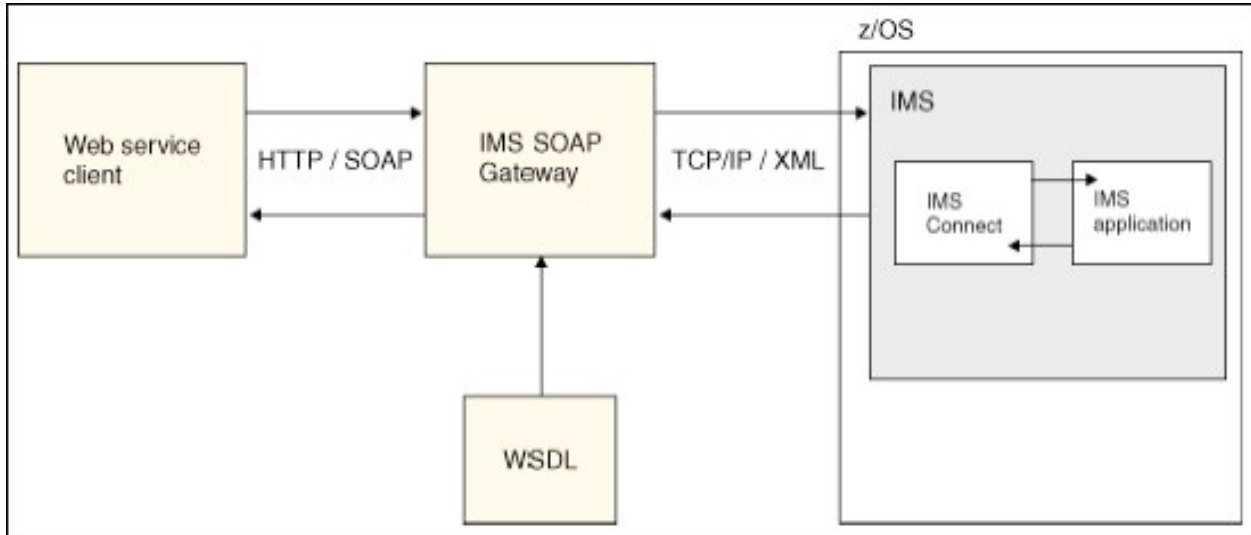 z/OS
IMS
Web service
client
HTTP / SOAP
IMS SOAP
Gateway
TCP/IP / XML
IMS
Connect
IMS
application
WSDL